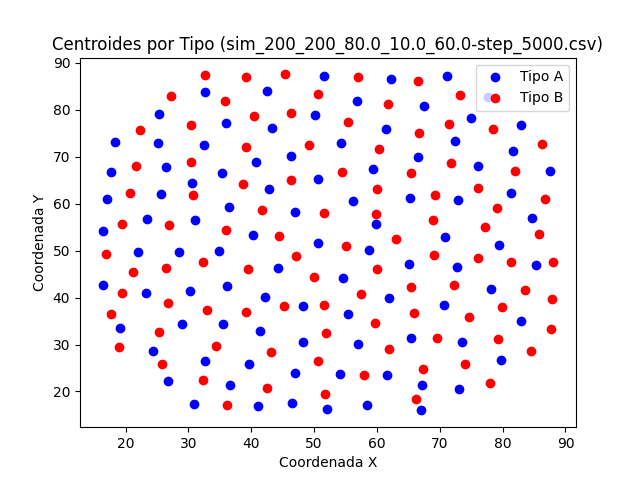 Centroides por Tipo (sim_200_200_80.0_10.0_60.0-step_5000.csv)
90
80
70
60
50
40
30
20
Coordenada Y
Tipo A
Tipo B
20 30 40 50 60 70 80 90
Coordenada X